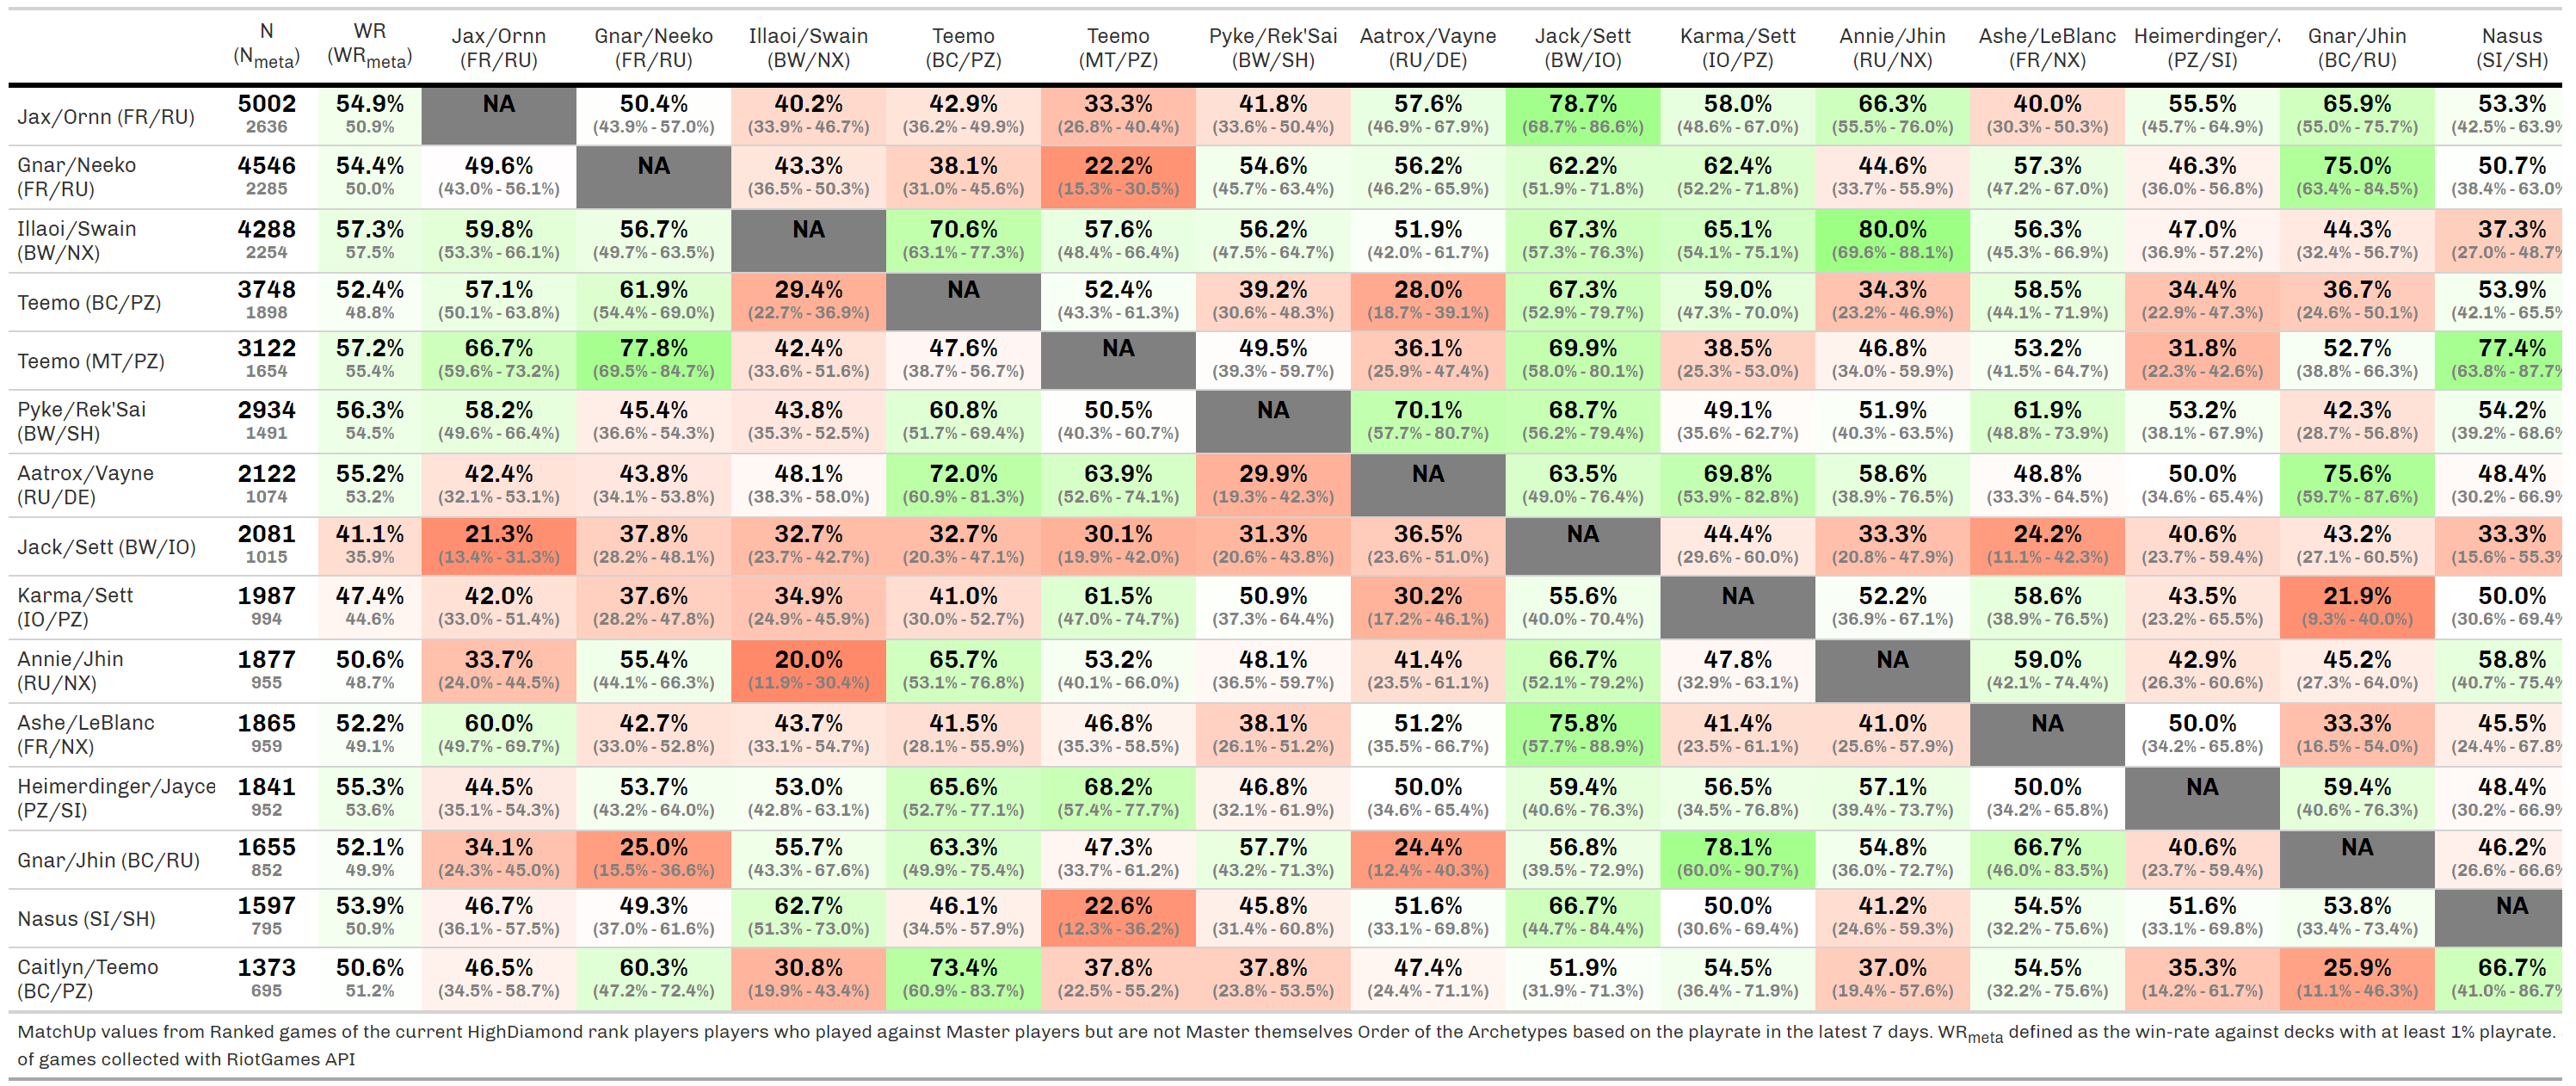 N WR Jax/Ornn Gnar/Neeko Illaoi/Swain Teemo Teemo Pyke/Rek'Sai Aatrox/Vayne Jack/Sett Karma/Sett Annie/Jhin Ashe/LeBlanc Heimerdinger/ Gnar/Jhin Nasus
(Nmeta) (WRmeta) (FR/RU) (FR/RU) (BW/NX) (BC/PZ) (MT/PZ) (BW/SH) (RU/DE) (BW/IO) (IO/PZ) (RU/NX) (FR/NX) (PZ/SI) (BC/RU) (SI/SH)
Jax/Ornn (FR/RU) 5002 54.9% NA 50.4% 40.2% 42.9% 33.3% 41.8% 57.6% 78.7% 58.0% 66.3% 40.0% 55.5% 65.9% 53.3%
2636 50.9% (43.9% - 57.0%) (33.9% - 46.7%) (36.2% - 49.9%) (26.8% - 40.4%) (33.6% - 50.4%) (46.9% - 67.9%) (68.7% - 86.6%) (48.6% - 67.0%) (55.5% - 76.0%) (30.3% - 50.3%) (45.7% - 64.9%) (55.0% - 75.7%) (42.5% - 63.9%
Gnar/Neeko 4546 54.4% 49.6% NA 43.3% 38.1% 22.2% 54.6% 56.2% 62.2% 62.4% 44.6% 57.3% 46.3% 75.0% 50.7%
(FR/RU) 2285 50.0% (43.0% - 56.1%) (36.5% - 50.3%) (31.0% - 45.6%) (15.3% - 30.5%) (45.7% - 63.4%) (46.2% - 65.9%) (51.9% - 71.8%) (52.2% - 71.8%) (33.7% - 55.9%) (47.2% - 67.0%) (36.0% - 56.8%) (63.4% - 84.5%) (38.4% - 63.0%
Illaoi/Swain 4288 57.3% 59.8% 56.7% NA 70.6% 57.6% 56.2% 51.9% 67.3% 65.1% 80.0% 56.3% 47.0% 44.3% 37.3%
(BW/NX) 2254 57.5% (53.3% - 66.1%) (49.7% - 63.5%) (63.1% - 77.3%) (48.4% - 66.4%) (47.5% - 64.7%) (42.0% - 61.7%) (57.3% - 76.3%) (54.1% - 75.1%) (69.6% - 88.1%) (45.3% - 66.9%) (36.9% - 57.2%) (32.4% - 56.7%) (27.0% - 48.7%
Teemo (BC/PZ) 3748 52.4% 57.1% 61.9% 29.4% NA 52.4% 39.2% 28.0% 67.3% 59.0% 34.3% 58.5% 34.4% 36.7% 53.9%
1898 48.8% (50.1% - 63.8%) (54.4% - 69.0%) (22.7% - 36.9%) (43.3% - 61.3%) (30.6% - 48.3%) (18.7% - 39.1%) (52.9% - 79.7%) (47.3% - 70.0%) (23.2% - 46.9%) (44.1% - 71.9%) (22.9% - 47.3%) (24.6% - 50.1%) (42.1% - 65.5%
Teemo (MT/PZ) 3122 57.2% 66.7% 77.8% 42.4% 47.6% NA 49.5% 36.1% 69.9% 38.5% 46.8% 53.2% 31.8% 52.7% 77.4%
1654 55.4% (59.6% - 73.2%) (69.5% - 84.7%) (33.6% - 51.6%) (38.7% - 56.7%) (39.3% - 59.7%) (25.9% - 47.4%) (58.0% - 80.1%) (25.3% - 53.0%) (34.0% - 59.9%) (41.5% - 64.7%) (22.3% - 42.6%) (38.8% - 66.3%) (63.8% - 87.7%
Pyke/Rek'Sai 2934 56.3% 58.2% 45.4% 43.8% 60.8% 50.5% NA 70.1% 68.7% 49.1% 51.9% 61.9% 53.2% 42.3% 54.2%
(BW/SH) 1491 54.5% (49.6% - 66.4%) (36.6% - 54.3%) (35.3% - 52.5%) (51.7% - 69.4%) (40.3% - 60.7%) (57.7% - 80.7%) (56.2% - 79.4%) (35.6% - 62.7%) (40.3% - 63.5%) (48.8% - 73.9%) (38.1% - 67.9%) (28.7% - 56.8%) (39.2% - 68.6%
Aatrox/Vayne 2122 55.2% 42.4% 43.8% 48.1% 72.0% 63.9% 29.9% NA 63.5% 69.8% 58.6% 48.8% 50.0% 75.6% 48.4%
(RU/DE) 1074 53.2% (32.1% - 53.1%) (34.1% - 53.8%) (38.3% - 58.0%) (60.9% - 81.3%) (52.6% - 74.1%) (19.3% - 42.3%) (49.0% - 76.4%) (53.9% - 82.8%) (38.9% - 76.5%) (33.3% - 64.5%) (34.6% - 65.4%) (59.7% - 87.6%) (30.2% - 66.9%
Jack/Sett (BW/IO) 2081 41.1% 21.3% 37.8% 32.7% 32.7% 30.1% 31.3% 36.5% NA 44.4% 33.3% 24.2% 40.6% 43.2% 33.3%
1015 35.9% (13.4% - 31.3%) (28.2% - 48.1%) (23.7% - 42.7%) (20.3% - 47.1%) (19.9% - 42.0%) (20.6% - 43.8%) (23.6% - 51.0%) (29.6% - 60.0%) (20.8% - 47.9%) (11.1% - 42.3%) (23.7% - 59.4%) (27.1% - 60.5%) (15.6% - 55.3%
Karma/Sett 1987 47.4% 42.0% 37.6% 34.9% 41.0% 61.5% 50.9% 30.2% 55.6% NA 52.2% 58.6% 43.5% 21.9% 50.0%
(IO/PZ) 994 44.6% (33.0% - 51.4%) (28.2% - 47.8%) (24.9% - 45.9%) (30.0% - 52.7%) (47.0% - 74.7%) (37.3% - 64.4%) (17.2% - 46.1%) (40.0% - 70.4%) (36.9% - 67.1%) (38.9% - 76.5%) (23.2% - 65.5%) (9.3% - 40.0%) (30.6% - 69.4%
Annie/Jhin 1877 50.6% 33.7% 55.4% 20.0% 65.7% 53.2% 48.1% 41.4% 66.7% 47.8% NA 59.0% 42.9% 45.2% 58.8%
(RU/NX) 955 48.7% (24.0% - 44.5%) (44.1% - 66.3%) (11.9% - 30.4%) (53.1% - 76.8%) (40.1% - 66.0%) (36.5% - 59.7%) (23.5% - 61.1%) (52.1% - 79.2%) (32.9% - 63.1%) (42.1% - 74.4%) (26.3% - 60.6%) (27.3% - 64.0%) (40.7% - 75.4%
Ashe/LeBlanc 1865 52.2% 60.0% 42.7% 43.7% 41.5% 46.8% 38.1% 51.2% 75.8% 41.4% 41.0% NA 50.0% 33.3% 45.5%
(FR/NX) 959 49.1% (49.7% - 69.7%) (33.0% - 52.8%) (33.1% - 54.7%) (28.1% - 55.9%) (35.3% - 58.5%) (26.1% - 51.2%) (35.5% - 66.7%) (57.7% - 88.9%) (23.5% - 61.1%) (25.6% - 57.9%) (34.2% - 65.8%) (16.5% - 54.0%) (24.4% - 67.8%
Heimerdinger/Jayce 1841 55.3% 44.5% 53.7% 53.0% 65.6% 68.2% 46.8% 50.0% 59.4% 56.5% 57.1% 50.0% NA 59.4% 48.4%
(PZ/SI) 952 53.6% (35.1% - 54.3%) (43.2% - 64.0%) (42.8% - 63.1%) (52.7% - 77.1%) (57.4% - 77.7%) (32.1% - 61.9%) (34.6% - 65.4%) (40.6% - 76.3%) (34.5% - 76.8%) (39.4% - 73.7%) (34.2% - 65.8%) (40.6% - 76.3%) (30.2% - 66.9%
Gnar/Jhin (BC/RU) 1655 52.1% 34.1% 25.0% 55.7% 63.3% 47.3% 57.7% 24.4% 56.8% 78.1% 54.8% 66.7% 40.6% NA 46.2%
852 49.9% (24.3% - 45.0%) (15.5% - 36.6%) (43.3% - 67.6%) (49.9% - 75.4%) (33.7% - 61.2%) (43.2% - 71.3%) (12.4% - 40.3%) (39.5% - 72.9%) (60.0% - 90.7%) (36.0% - 72.7%) (46.0% - 83.5%) (23.7% - 59.4%) (26.6% - 66.6%
Nasus (SI/SH) 1597 53.9% 46.7% 49.3% 62.7% 46.1% 22.6% 45.8% 51.6% 66.7% 50.0% 41.2% 54.5% 51.6% 53.8% NA
795 50.9% (36.1% - 57.5%) (37.0% - 61.6%) (51.3% - 73.0%) (34.5% - 57.9%) (12.3% - 36.2%) (31.4% - 60.8%) (33.1% - 69.8%) (44.7% - 84.4%) (30.6% - 69.4%) (24.6% - 59.3%) (32.2% - 75.6%) (33.1% - 69.8%) (33.4% - 73.4%)
Caitlyn/Teemo 1373 50.6% 46.5% 60.3% 30.8% 73.4% 37.8% 37.8% 47.4% 51.9% 54.5% 37.0% 54.5% 35.3% 25.9% 66.7%
(BC/PZ) 695 51.2% (34.5% - 58.7%) (47.2% - 72.4%) (19.9% - 43.4%) (60.9% - 83.7%) (22.5% - 55.2%) (23.8% - 53.5%) (24.4% - 71.1%) (31.9% - 71.3%) (36.4% - 71.9%) (19.4% - 57.6%) (32.2% - 75.6%) (14.2% - 61.7%) (11.1% - 46.3%) (41.0% - 86.7%
MatchUp values from Ranked games of the current HighDiamond rank players players who played against Master players but are not Master themselves Order of the Archetypes based on the playrate in the latest 7 days. WRmeta defined as the win-rate against decks with at least 1% playrate.
of games collected with RiotGames API